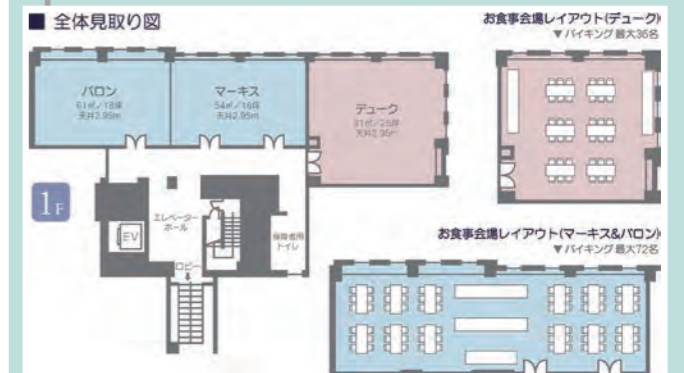 ■ 全体見取り図
お食事会場レイアウト(デューク)
▼バイキング 最大36名
バロン
61㎡/18坪
天井2.95m
マーキス
54㎡/16坪
天井2.95m
デューク
天井2.95m
1F
エレベーター
ホール
EV
トイレ
ロビー
お食事会場レイアウト(マーキス&バロン)
▼バイキング 最大72名